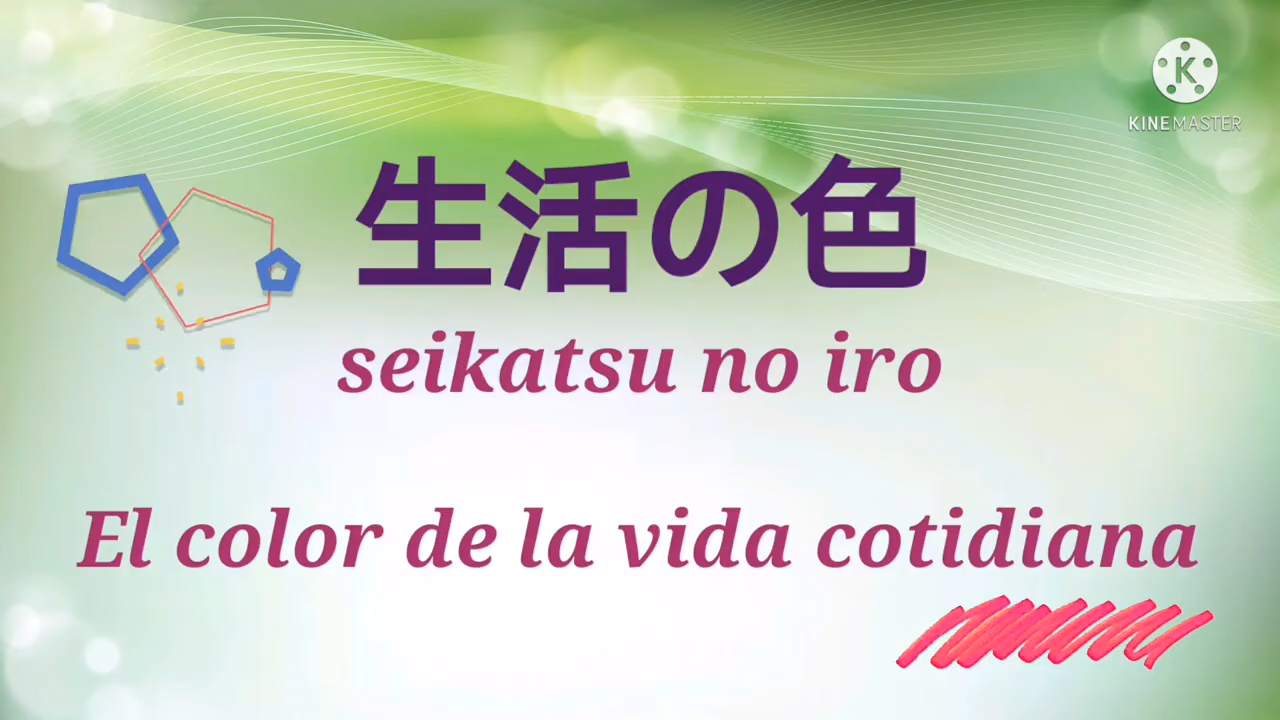 KINEMASTER
生活の色
seikatsu no iro
El color de la vida cotidiana